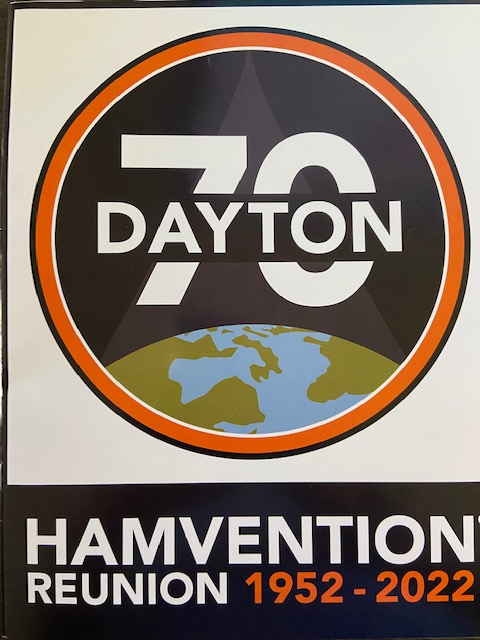 70
DAYTON
HAMVENTION
REUNION 1952 - 2022